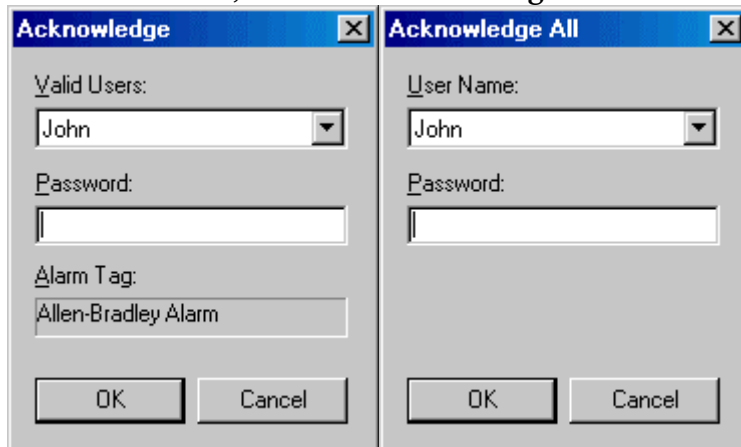 Acknowledge
Valid Users:
John
Password:
Alarm Tag:
Allen-Bradley Alarm
OK Cancel
Acknowledge All
User Name:
John
Password:
OK Cancel